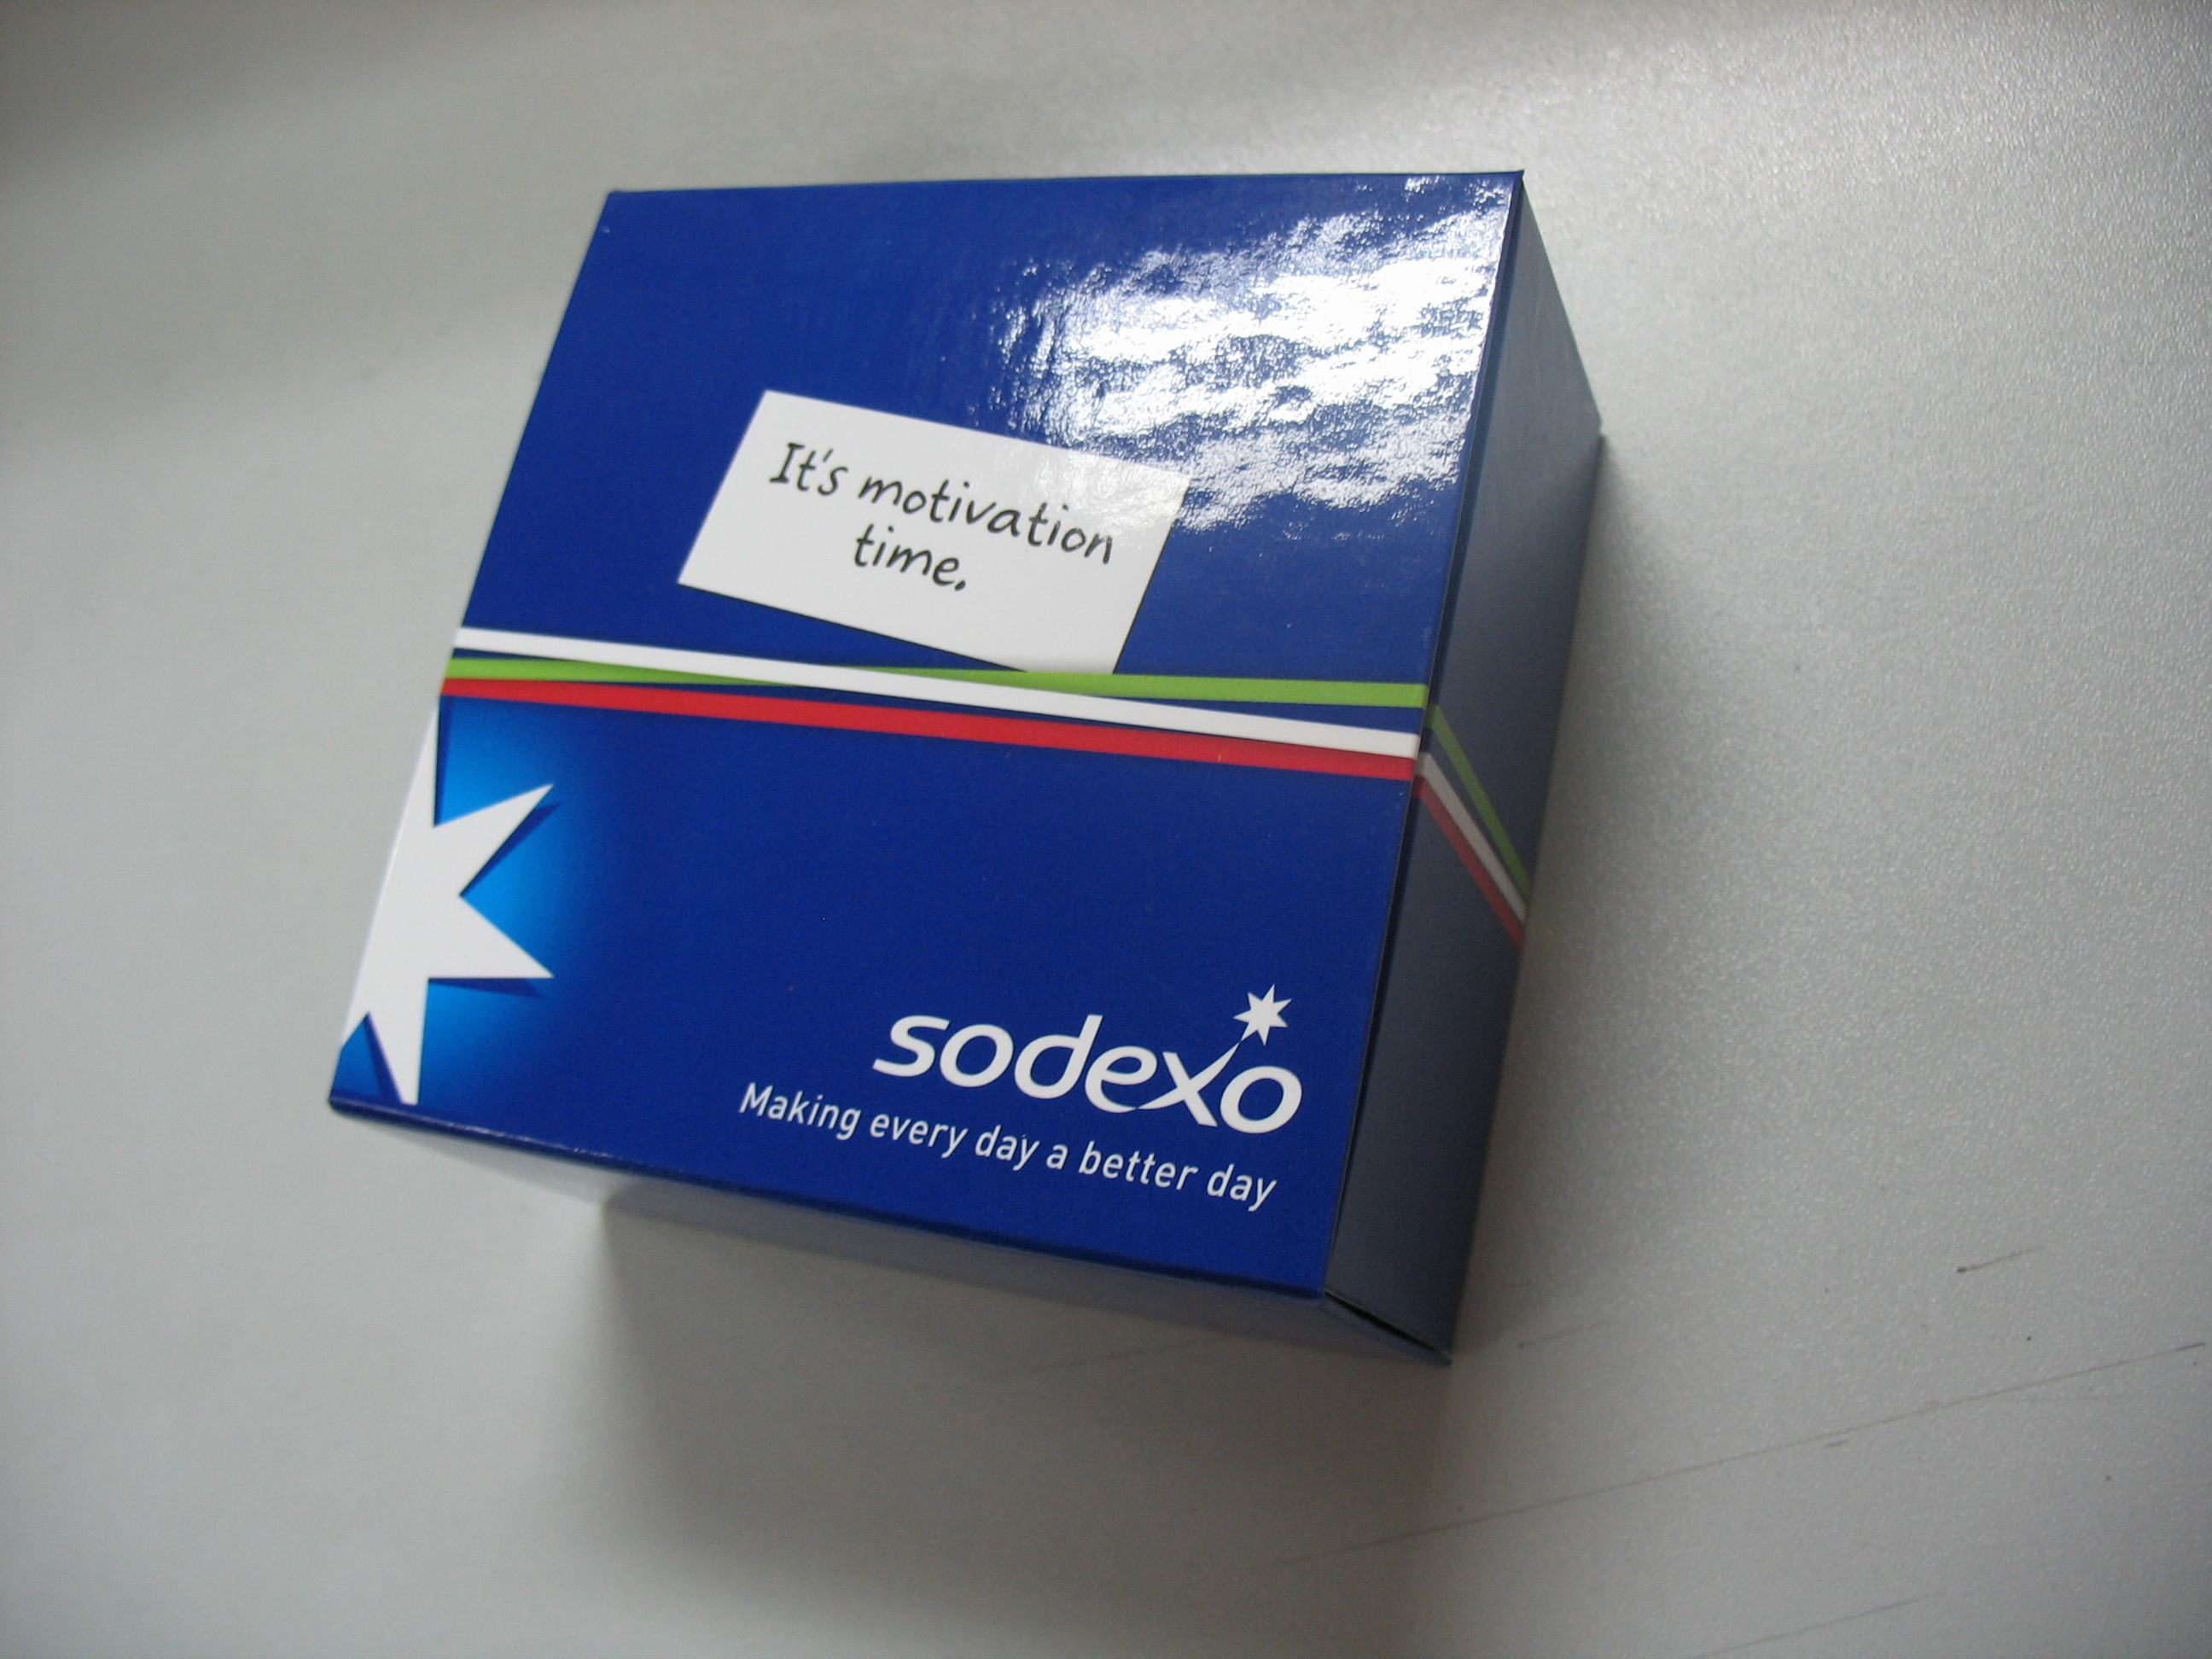 It's motivation
time.
sodexo
Making every day a better day